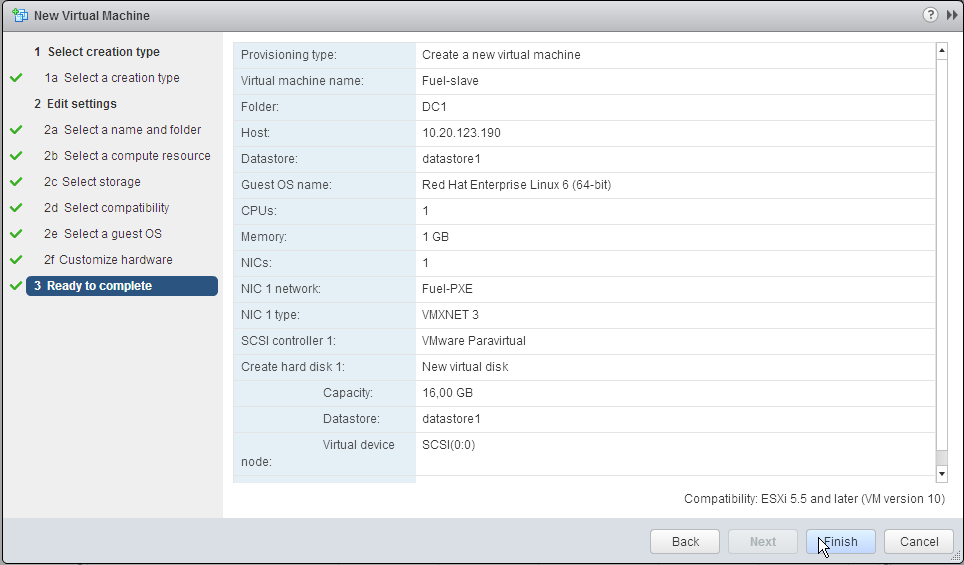 New Virtual Machine
?
1 Select creation type
1a Select a creation type
2 Edit settings
2a Select a name and folder
2b Select a compute resource
2c Select storage
2d Select compatibility
2e Select a guest OS
2f Customize hardware
3 Ready to complete
Provisioning type: Create a new virtual machine
Virtual machine name: Fuel-slave
Folder: DC1
Host: 10.20.123.190
Datastore: datastore1
Guest OS name: Red Hat Enterprise Linux 6 (64-bit)
CPUs: 1
Memory: 1 GB
NICs: 1
NIC 1 network: Fuel-PXE
NIC 1 type: VMXNET 3
SCSI controller 1: VMware Paravirtual
Create hard disk 1: New virtual disk
Capacity: 16,00 GB
Datastore: datastore1
Virtual device SCSI(0:0)
node:
Compatibility: ESXi 5.5 and later (VM version 10)
Back Next Finish Cancel